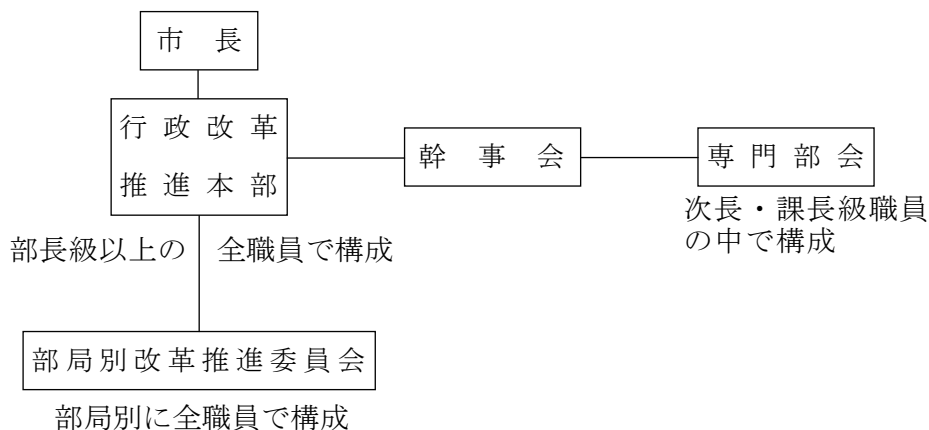 市長
行政改革
推進本部
幹事会
専門部会
次長・課長級職員
の中で構成
部長級以上の 全職員で構成
部局別改革推進委員会
部局別に全職員で構成